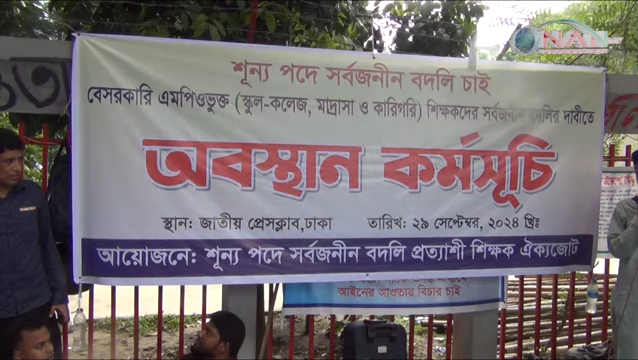 NAN
শূন্য পদে সর্বজনীন বদলি চাই
বেসরকারি এমপিওভুক্ত (স্কুল-কলেজ, মাদ্রাসা ও কারিগরি) শিক্ষকদের সর্বজনীন বদলির দাবীতে
অবস্থান কর্মসূচি
স্থান: জাতীয় প্রেসক্লাব,ঢাকা তারিখ: ২৯ সেপ্টেম্বর, ২০২৪ খ্রিঃ
আয়োজনে: শূন্য পদে সর্বজনীন বদলি প্রত্যাশী শিক্ষক ঐক্যজোট
আইনের আওতায় বিচার চাই